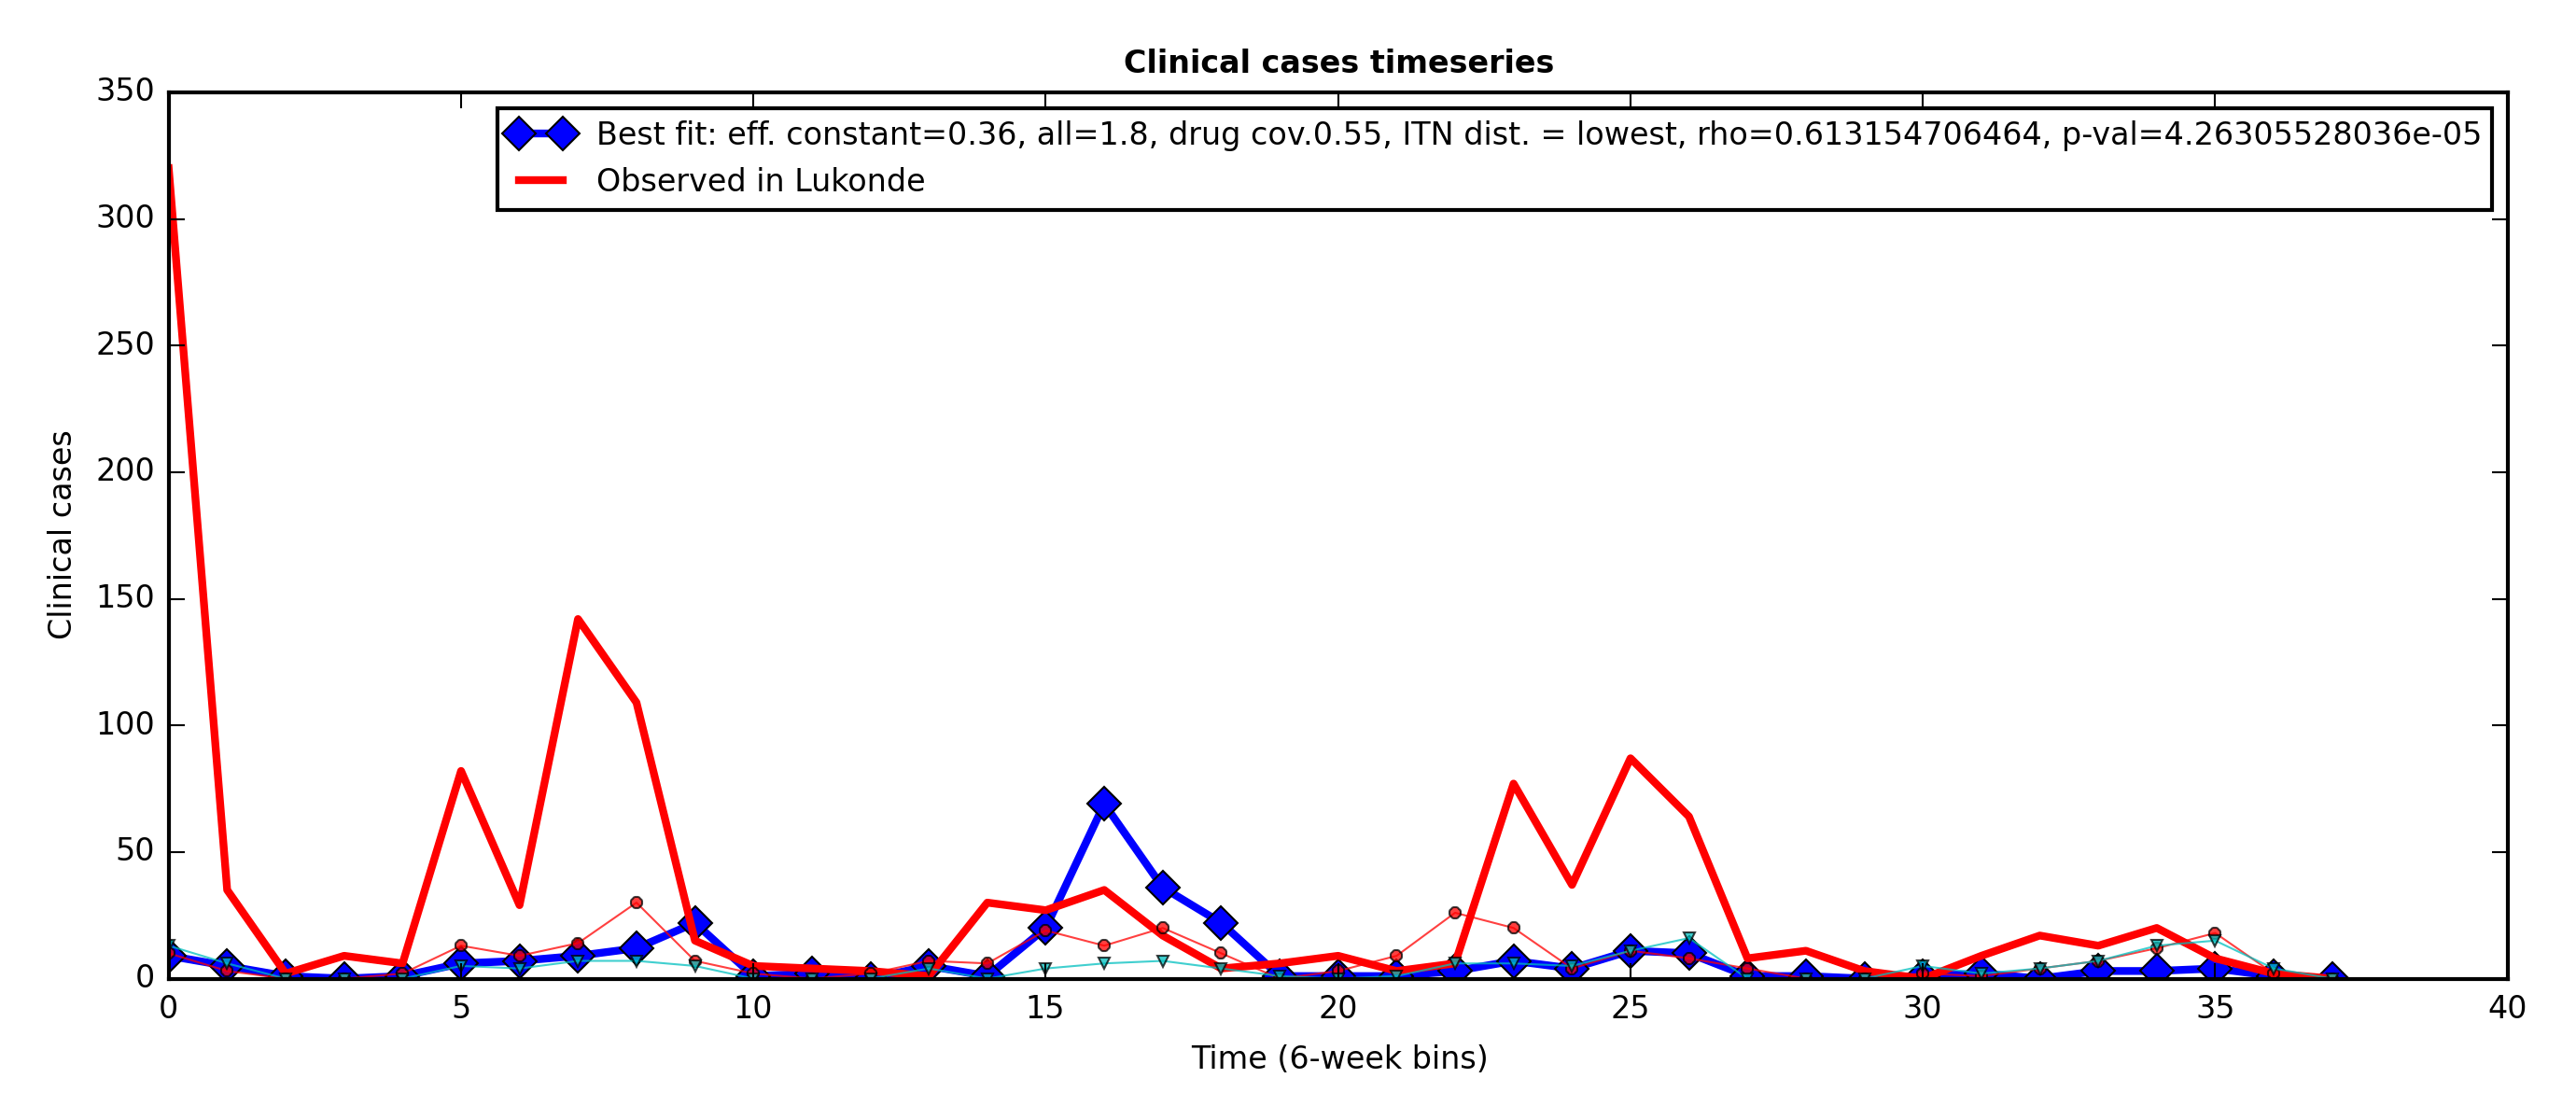 Clinical cases timeseries
350
300
250
200
150
100
50
0
Clinical cases
Best fit: eff. constant=0.36, all=1.8, drug cov.0.55, ITN dist. = lowest, rho=0.613154706464, p-val=4.26305528036e-05
Observed in Lukonde
0 5 10 15 20 25 30 35 40
Time (6-week bins)